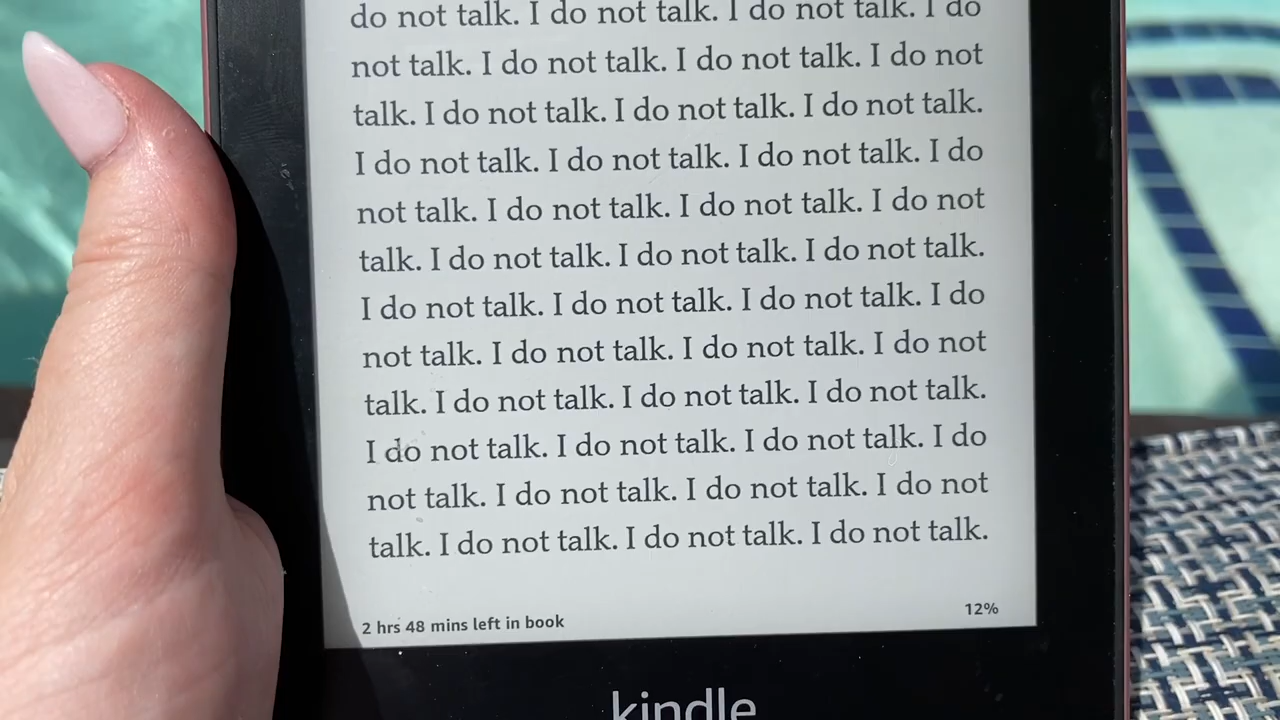 do not talk. I do not talk. I do not talk. I do
not talk. I do not talk. I do not talk. I do not
talk. I do not talk. I do not talk. I do not talk.
I do not talk. I do not talk. I do not talk. I do
not talk. I do not talk. I do not talk. I do not
talk. I do not talk. I do not talk. I do not talk.
I do not talk. I do not talk. I do not talk. I do
not talk. I do not talk. I do not talk. I do not
talk. I do not talk. I do not talk. I do not talk.
I do not talk. I do not talk. I do not talk. I do
not talk. I do not talk. I do not talk. I do not
talk. I do not talk. I do not talk. I do not talk.
2 hrs 48 mins left in book 12%
kindle